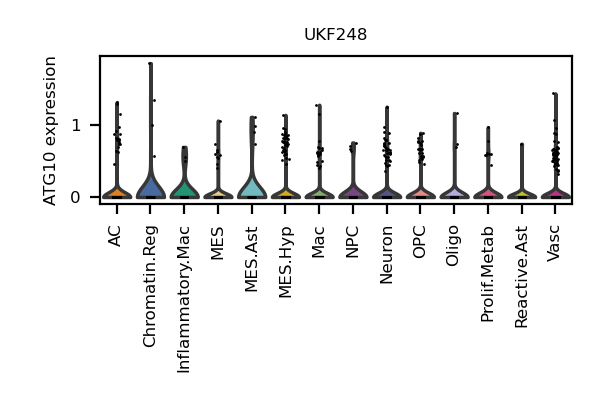 UKF248
ATG10 expression
1
0
AC
Chromatin.Reg
Inflammatory.Mac
MES
MES.Ast
MES.Hyp
Mac
NPC
Neuron
OPC
Oligo
Prolif.Metab
Reactive.Ast
Vasc